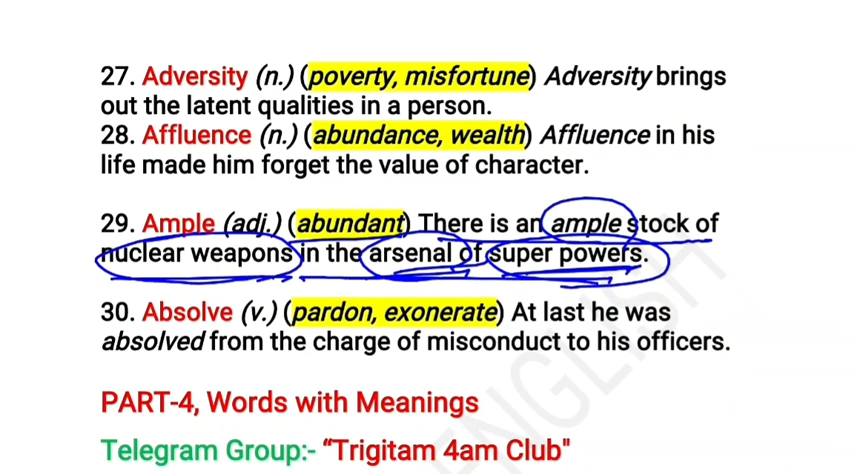 27. Adversity (n.) (poverty, misfortune) Adversity brings
out the latent qualities in a person.
28. Affluence (n.) (abundance, wealth) Affluence in his
life made him forget the value of character.
29. Ample (adj.) (abundant) There is an ample stock of
nuclear weapons in the arsenal of super powers.
30. Absolve (v.) (pardon, exonerate) At last he was
absolved from the charge of misconduct to his officers.
PART-4, Words with Meanings
Telegram Group:- “Trigitam 4am Club"
ENGLISH